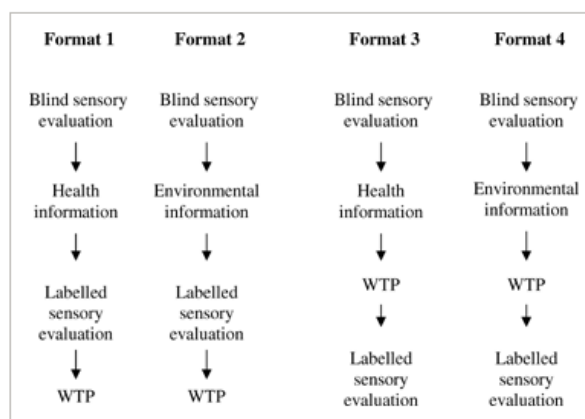 Format 1
Format 2
Format 3
Format 4
Blind sensory
evaluation
Blind sensory
evaluation
Blind sensory
evaluation
Blind sensory
evaluation
Health
information
Environmental
information
Health
information
Environmental
information
Labelled
sensory
evaluation
Labelled
sensory
evaluation
WTP
WTP
WTP
WTP
Labelled
sensory
evaluation
Labelled
sensory
evaluation